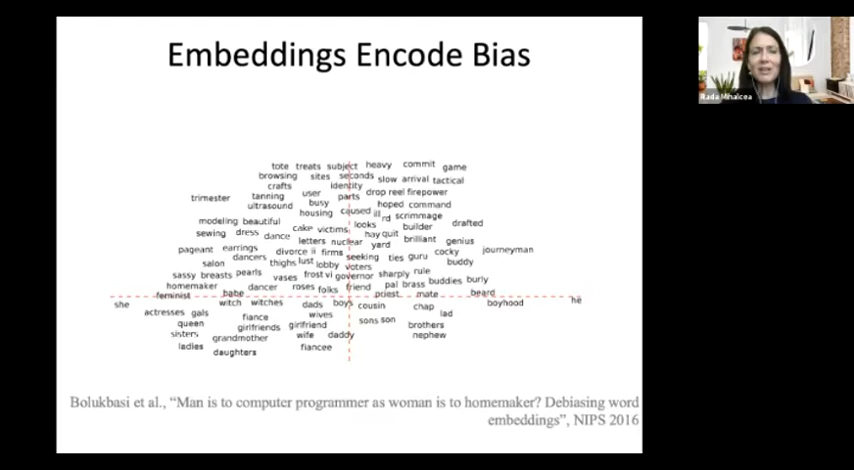 Embeddings Encode Bias
Rada Mihalcea
tote treats subject heavy commit game
browsing sites seconds slow arrival tactical
crafts identity
trimester tanning user parts drop reel firepower
ultrasound busy hoped command
housing caused ill rd scrimmage
modeling beautiful looks builder drafted
sewing dress dance cake victims hay quit
letters nuclear yard brilliant genius
pageant earrings divorce ii firms seeking ties guru cocky journeyman
dancers thighs lust lobby voters buddy
salon
sassy breasts pearls vases frost vi governor sharply rule
homemaker dancer roses folks friend pal brass buddies burly
feminist babe priest mate beard
she witch witches dads boys cousin chap boyhood he
actresses gals fiance wives lad
queen girlfriends girlfriend sons son brothers
sisters grandmother wife daddy nephew
ladies daughters fiancee
Bolukbasi et al., “Man is to computer programmer as woman is to homemaker? Debiasing word
embeddings”, NIPS 2016